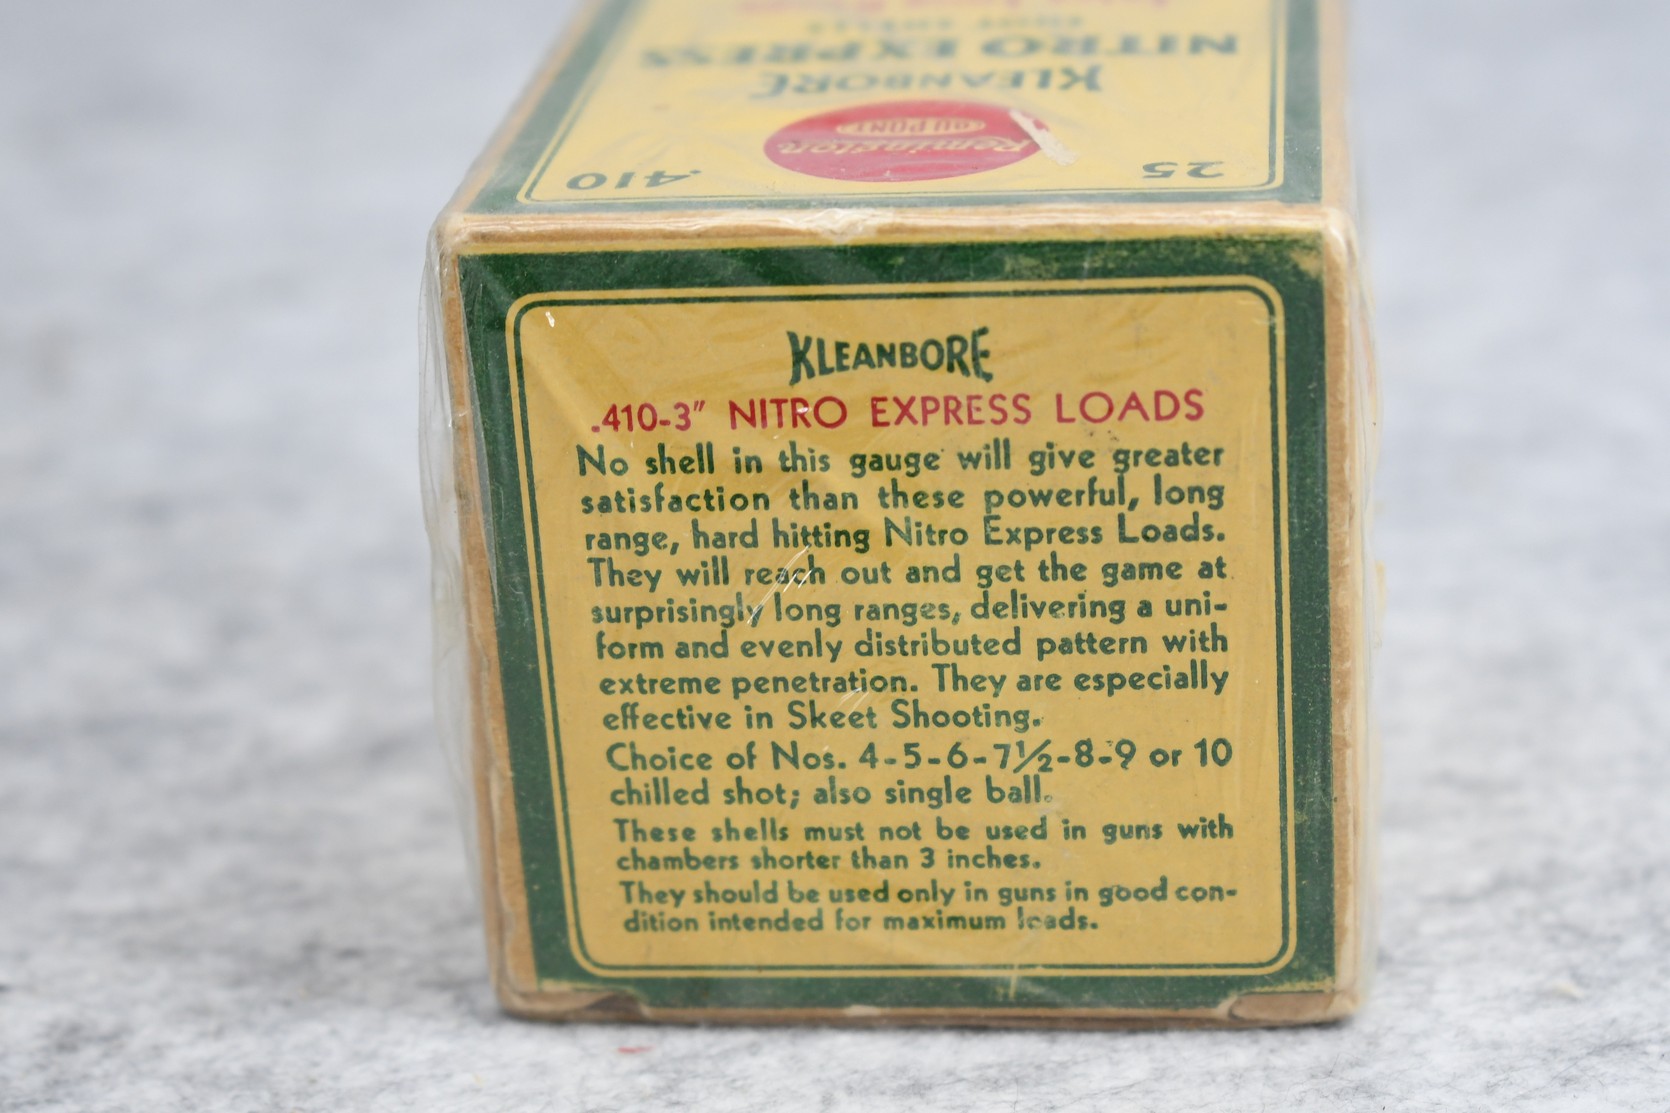 25 .410
Remington
DU PONT
KLEANBORE
NITRO EXPRESS
SHOT SHELLS
KLEANBORE
.410-3" NITRO EXPRESS LOADS
No shell in this gauge will give greater
satisfaction than these powerful, long
range, hard hitting Nitro Express Loads.
They will reach out and get the game at
surprisingly long ranges, delivering a uni-
form and evenly distributed pattern with
extreme penetration. They are especially
effective in Skeet Shooting.
Choice of Nos. 4-5-6-7½-8-9 or 10
chilled shot; also single ball.
These shells must not be used in guns with
chambers shorter than 3 inches.
They should be used only in guns in good con-
dition intended for maximum loads.